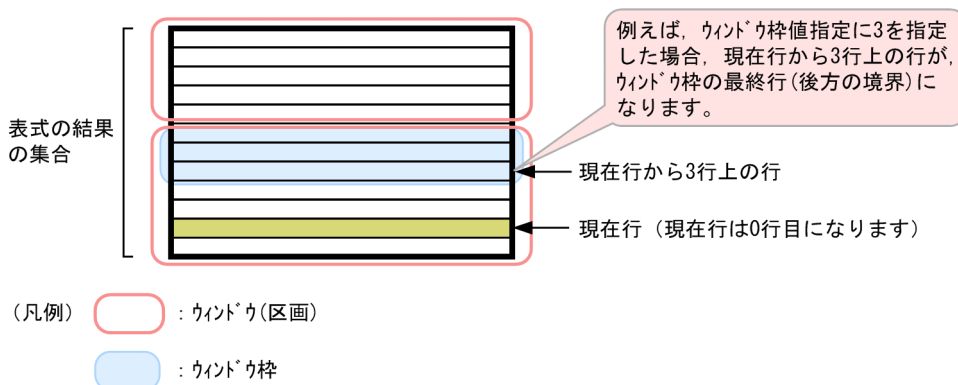 例えば，ｳｨﾝﾄﾞｳ枠値指定に3を指定
した場合，現在行から3行上の行が，
ｳｨﾝﾄﾞｳ枠の最終行(後方の境界)に
なります。
表式の結果
の集合
現在行から3行上の行
現在行（現在行は0行目になります）
（凡例）
：ｳｨﾝﾄﾞｳ(区画)
：ｳｨﾝﾄﾞｳ枠